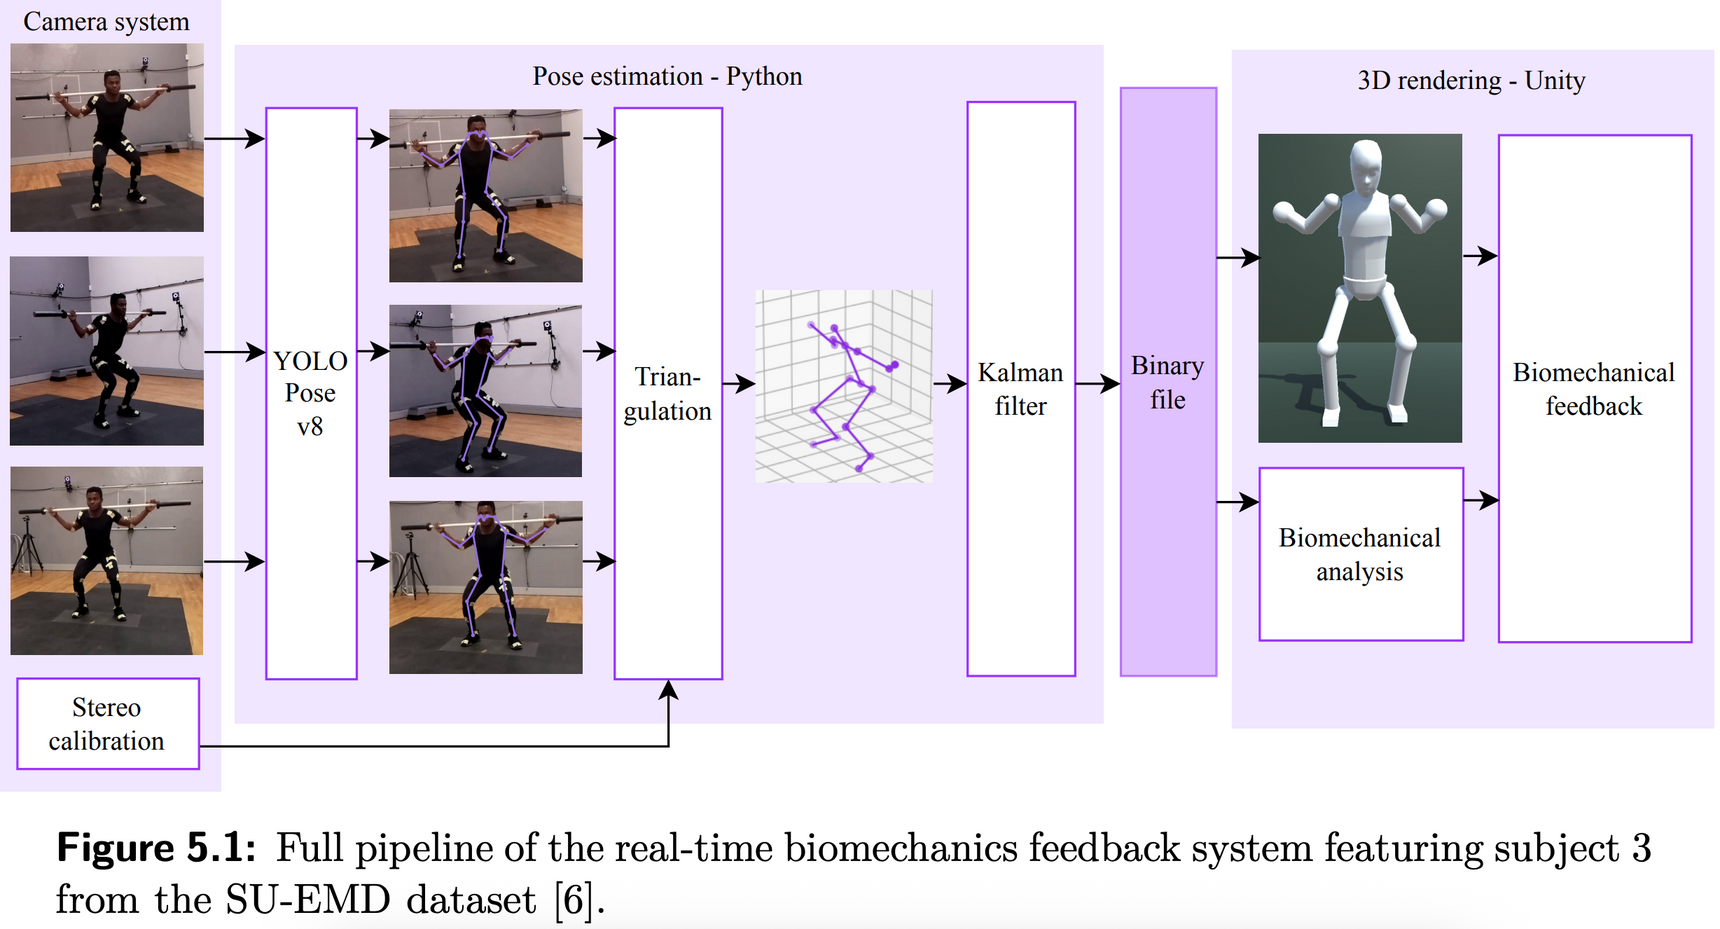 Camera system
Pose estimation - Python
3D rendering - Unity
YOLO
Pose
v8
Trian-
gulation
Kalman
filter
Binary
file
Biomechanical
feedback
Biomechanical
analysis
Stereo
calibration
Figure 5.1: Full pipeline of the real-time biomechanics feedback system featuring subject 3
from the SU-EMD dataset [6].